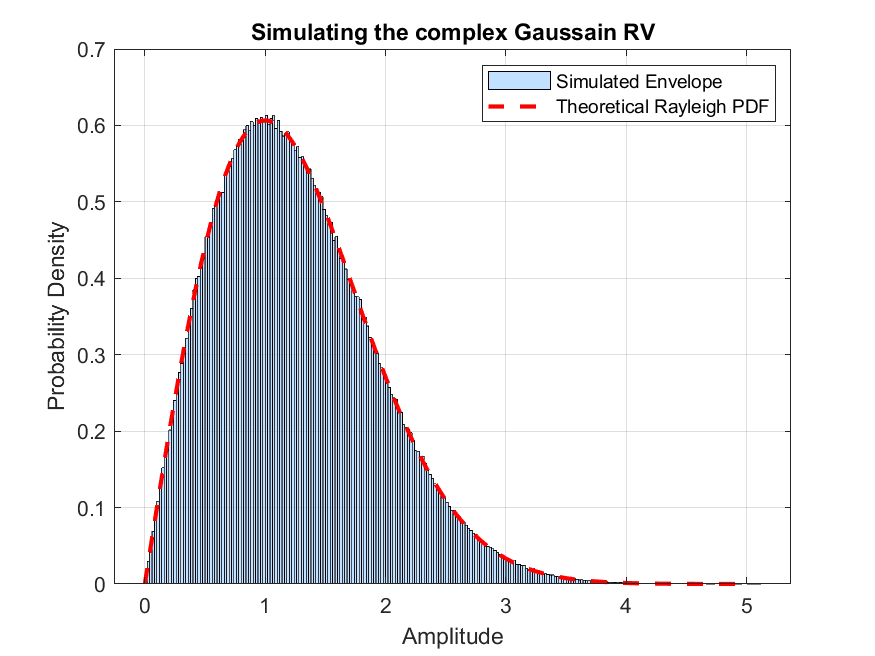 Simulating the complex Gaussain RV
Simulated Envelope
Theoretical Rayleigh PDF
0.7
0.6
0.5
0.4
0.3
0.2
0.1
0
Probability Density
0 1 2 3 4 5
Amplitude